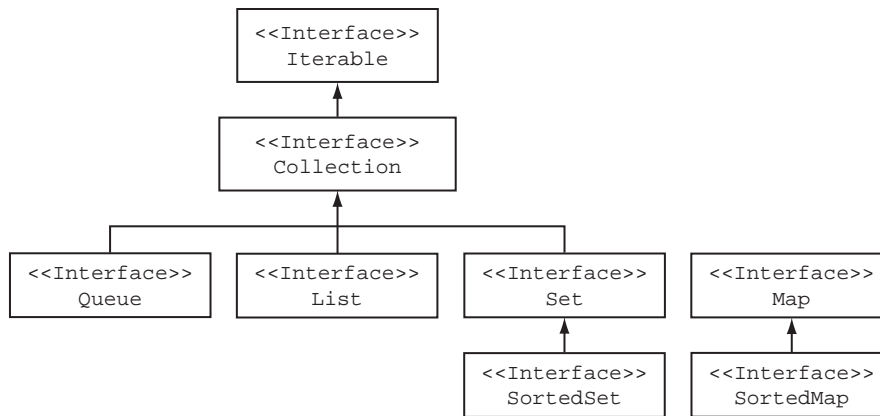 <<Interface>>
Iterable
<<Interface>>
Collection
<<Interface>>
Queue
<<Interface>>
List
<<Interface>>
Set
<<Interface>>
Map
<<Interface>>
SortedSet
<<Interface>>
SortedMap